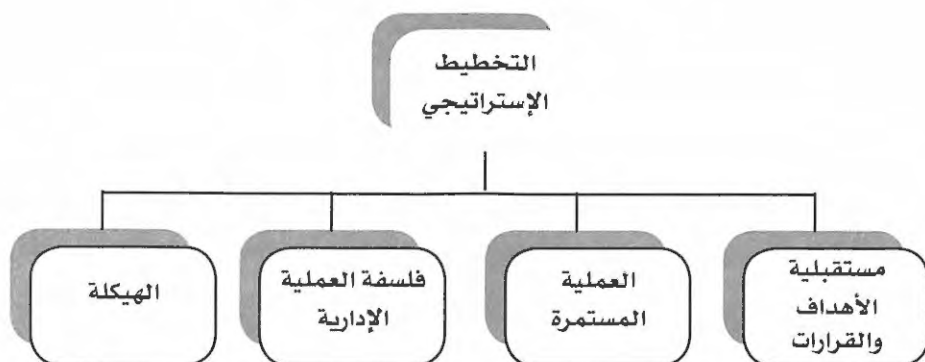 التخطيط
الإستراتيجي
مستقبلية
الأهداف
والقرارات
العملية
المستمرة
فلسفة العملية
الإدارية
الهيكلة